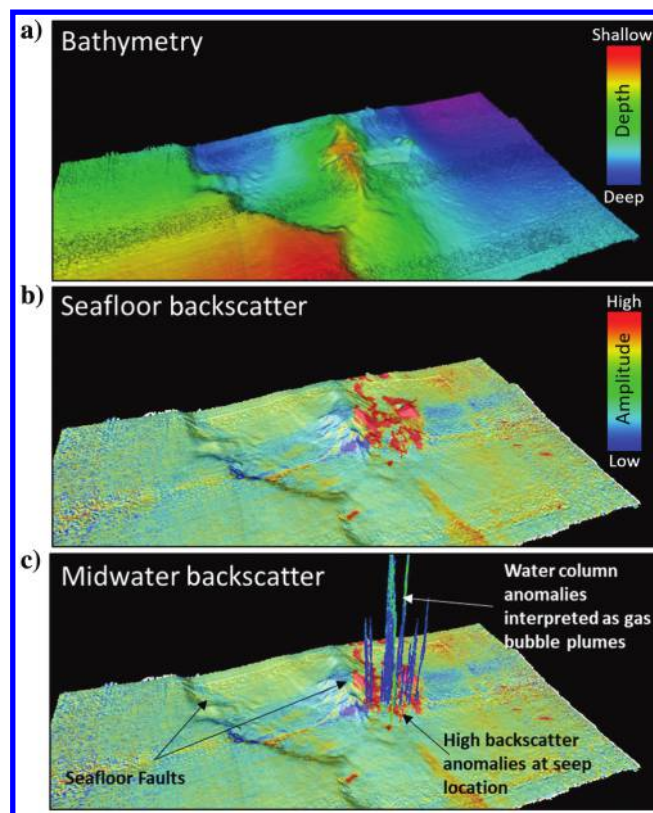 a)
Bathymetry
Shallow
Depth
Deep
b)
Seafloor backscatter
High
Amplitude
Low
c)
Midwater backscatter
Water column
anomalies
interpreted as gas
bubble plumes
Seafloor Faults
High backscatter
anomalies at seep
location